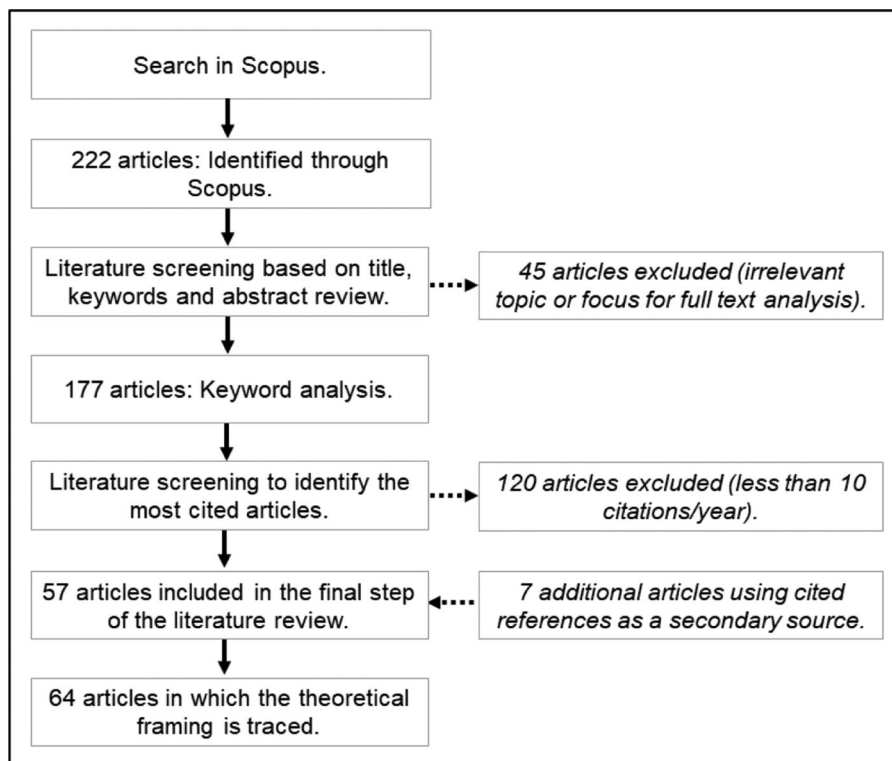 Search in Scopus.
222 articles: Identified through
Scopus.
Literature screening based on title,
keywords and abstract review.
45 articles excluded (irrelevant
topic or focus for full text analysis).
177 articles: Keyword analysis.
Literature screening to identify the
most cited articles.
120 articles excluded (less than 10
citations/year).
57 articles included in the final step
of the literature review.
7 additional articles using cited
references as a secondary source.
64 articles in which the theoretical
framing is traced.